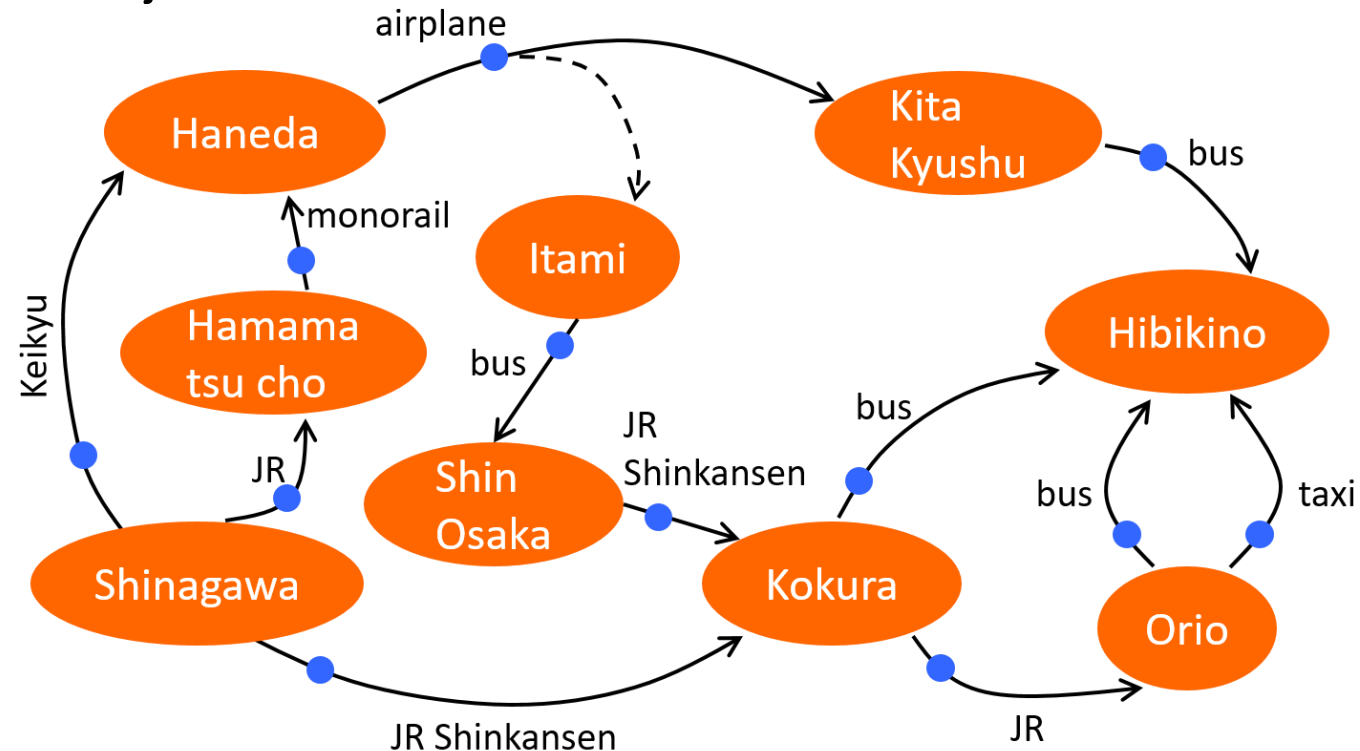 airplane
Haneda
Kita
Kyushu
bus
monorail
Itami
Hamama
tsu cho
Keikyu
Hibikino
bus
JR
Shinkansen
bus
JR
Shin
Osaka
bus
taxi
Shinagawa
Kokura
Orio
JR Shinkansen
JR